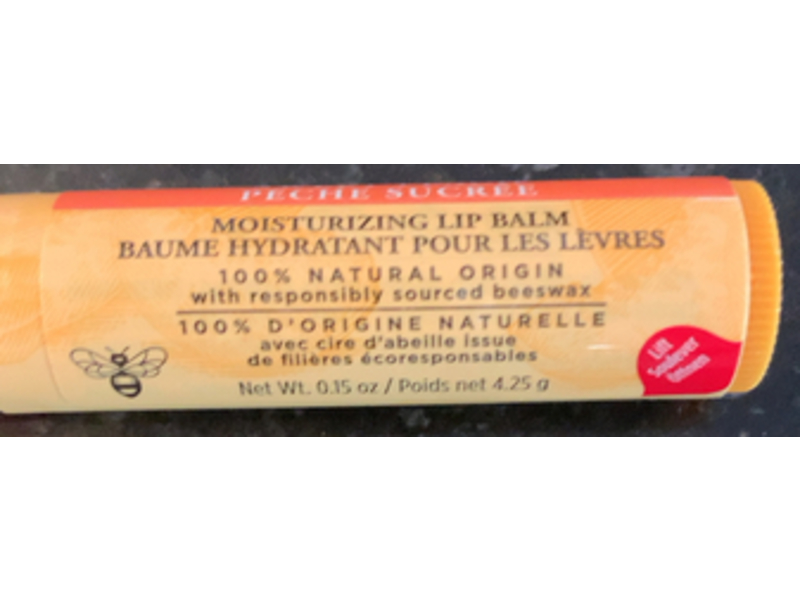 PÊCHE SUCRÉE
MOISTURIZING LIP BALM
BAUME HYDRATANT POUR LES LÈVRES
100% NATURAL ORIGIN
with responsibly sourced beeswax
100% D'ORIGINE NATURELLE
avec cire d'abeille issue
de filières écoresponsables
Net Wt. 0.15 oz / Poids net 4.25 g
Lift
Soulever
Öffnen